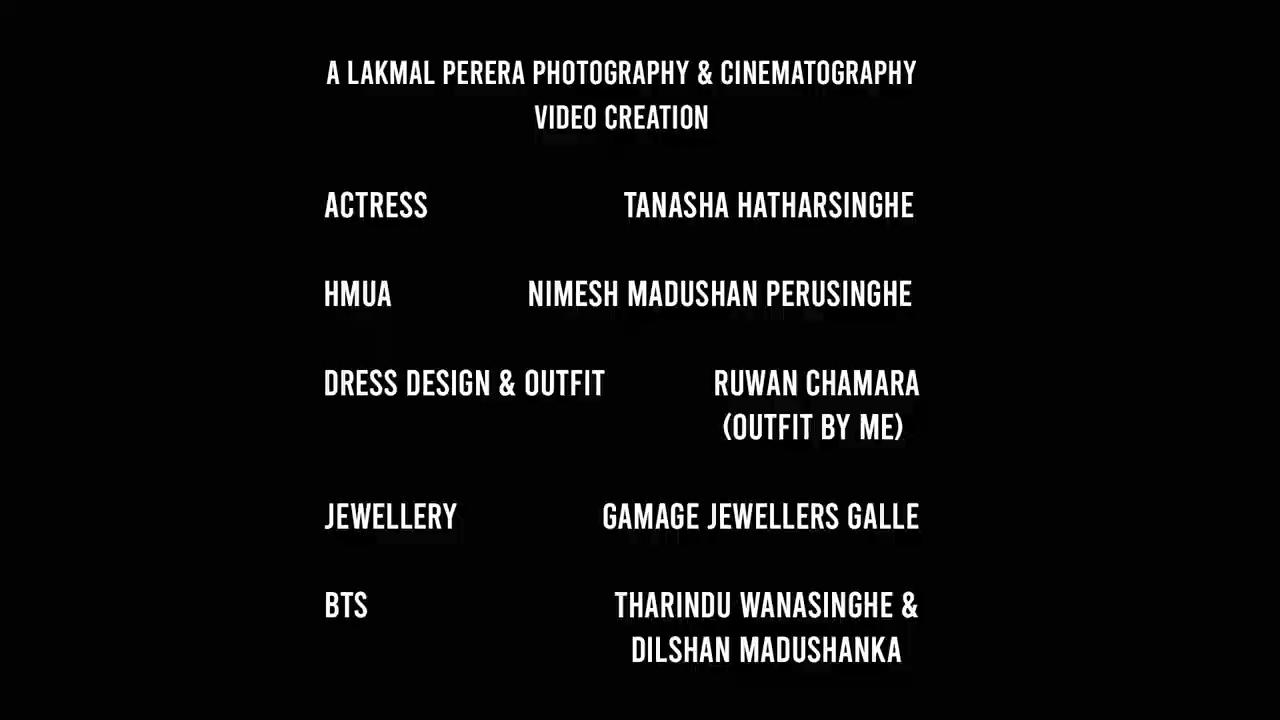 A LAKMAL PERERA PHOTOGRAPHY & CINEMATOGRAPHY
VIDEO CREATION
ACTRESS TANASHA HATHARSINGHE
HMUA NIMESH MADUSHAN PERUSINGHE
DRESS DESIGN & OUTFIT RUWAN CHAMARA
(OUTFIT BY ME)
JEWELLERY GAMAGE JEWELLERS GALLE
BTS THARINDU WANASINGHE &
DILSHAN MADUSHANKA